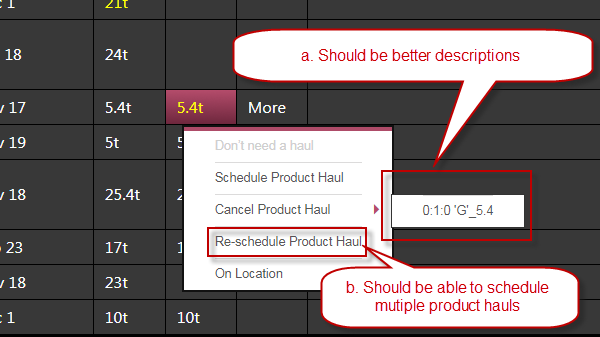 c 1 21t
a. Should be better descriptions
18 24t
v 17 5.4t 5.4t More
v 19 5t
Don't need a haul
Schedule Product Haul
v 18 25.4t 2
Cancel Product Haul
0:1:0 'G'_5.4
o 23 17t 1
Re-schedule Product Haul
v 18 23t
On Location
b. Should be able to schedule
mutiple product hauls
c 1 10t 10t